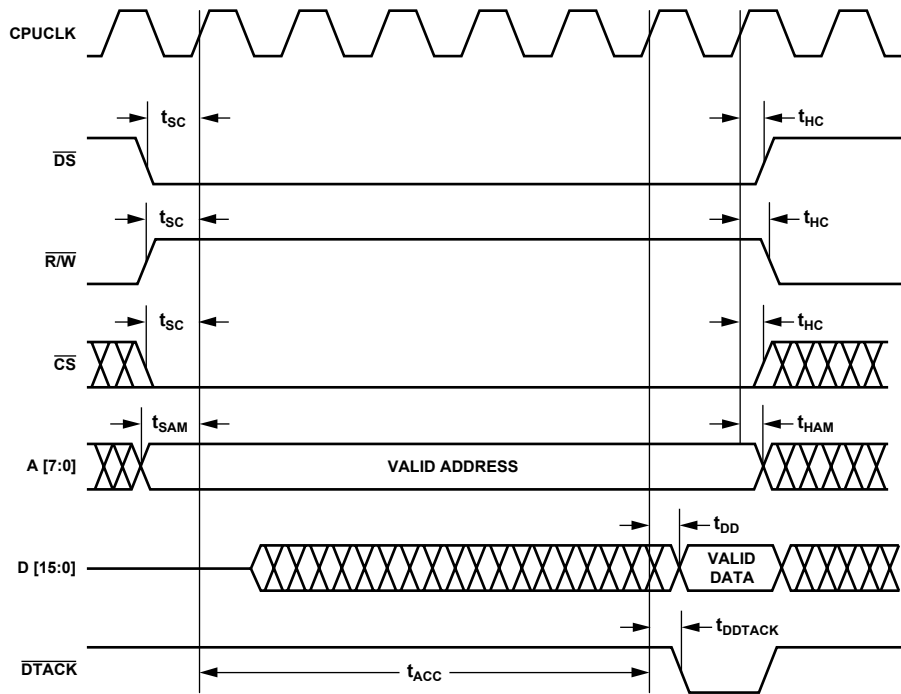 CPUCLK
tSC
tHC
DS
tSC
tHC
R/W
tSC
tHC
CS
tSAM
tHAM
A [7:0]
VALID ADDRESS
tDD
D [15:0]
VALID
DATA
tDDTACK
DTACK
tACC